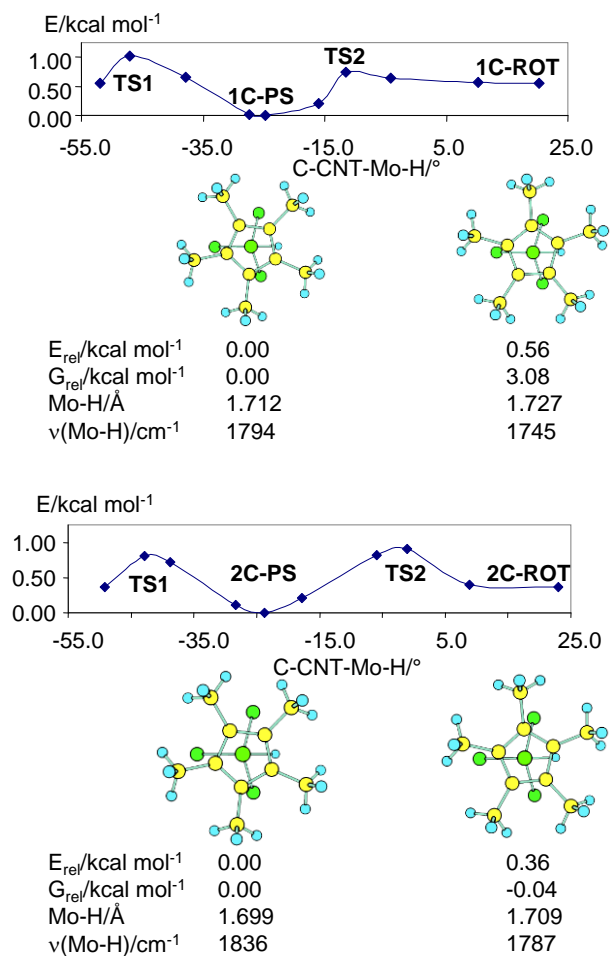 E/kcal mol⁻¹
1.00
TS1
TS2
1C-ROT
0.50
1C-PS
0.00
-55.0 -35.0 -15.0 5.0 25.0
C-CNT-Mo-H/°
E_rel/kcal mol⁻¹ 0.00 0.56
G_rel/kcal mol⁻¹ 0.00 3.08
Mo-H/Å 1.712 1.727
ν(Mo-H)/cm⁻¹ 1794 1745
E/kcal mol⁻¹
1.00
0.50
TS1 2C-PS TS2 2C-ROT
0.00
-55.0 -35.0 -15.0 5.0 25.0
C-CNT-Mo-H/°
E_rel/kcal mol⁻¹ 0.00 0.36
G_rel/kcal mol⁻¹ 0.00 -0.04
Mo-H/Å 1.699 1.709
ν(Mo-H)/cm⁻¹ 1836 1787